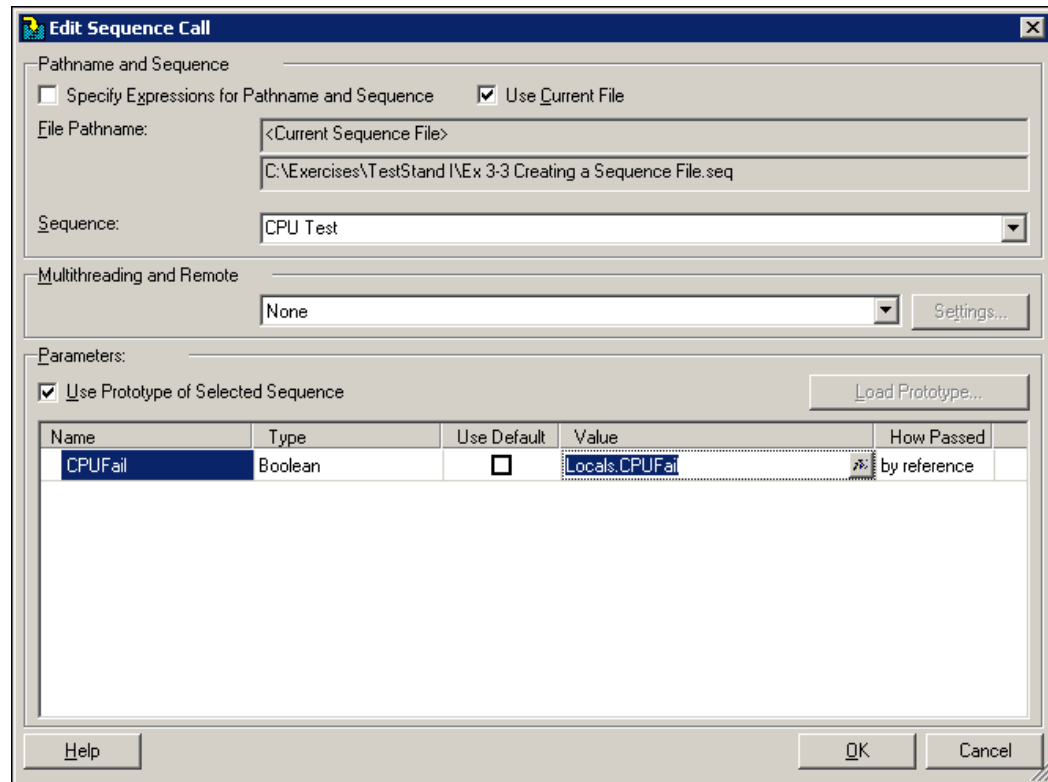 Edit Sequence Call
Pathname and Sequence
Specify Expressions for Pathname and Sequence Use Current File
File Pathname: <Current Sequence File>
C:\Exercises\TestStand I\Ex 3-3 Creating a Sequence File.seq
Sequence: CPU Test
Multithreading and Remote
None Settings...
Parameters:
Use Prototype of Selected Sequence Load Prototype...
Name Type Use Default Value How Passed
CPUFail Boolean Locals.CPUFail by reference
Help OK Cancel